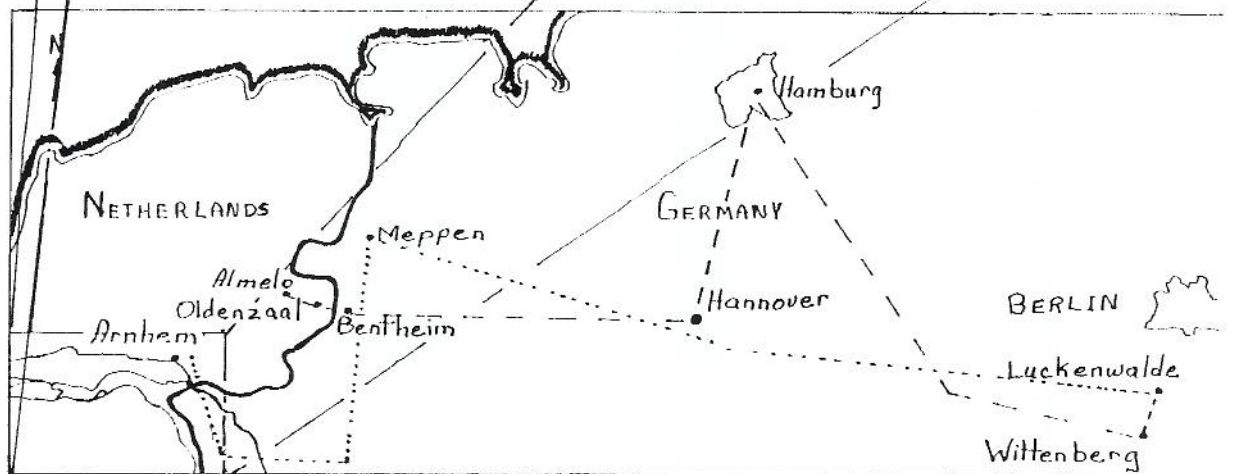 N
Hamburg
NETHERLANDS
GERMANY
Meppen
Almelo
Oldenzaal
Hannover
BERLIN
Bentheim
Arnhem
Luckenwalde
Wittenberg